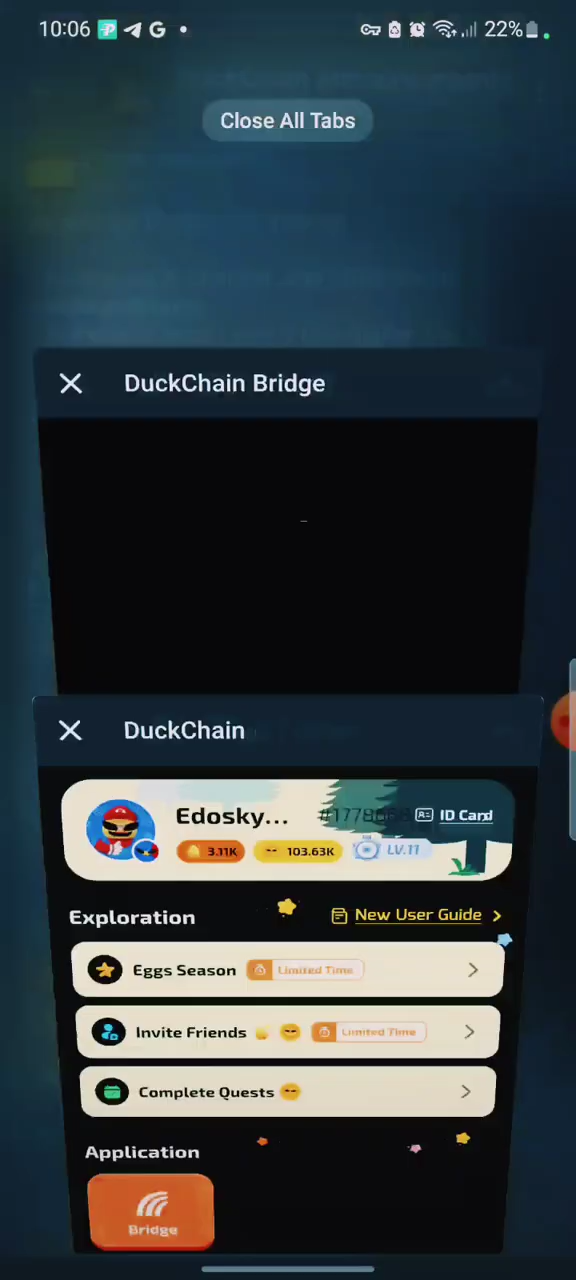 10:06 G 22%
Close All Tabs
DuckChain Bridge
DuckChain
Edosky... ID Card
3.11K 103.63K LV.11
Exploration New User Guide
Eggs Season Limited Time
Invite Friends Limited Time
Complete Quests
Application
Bridge